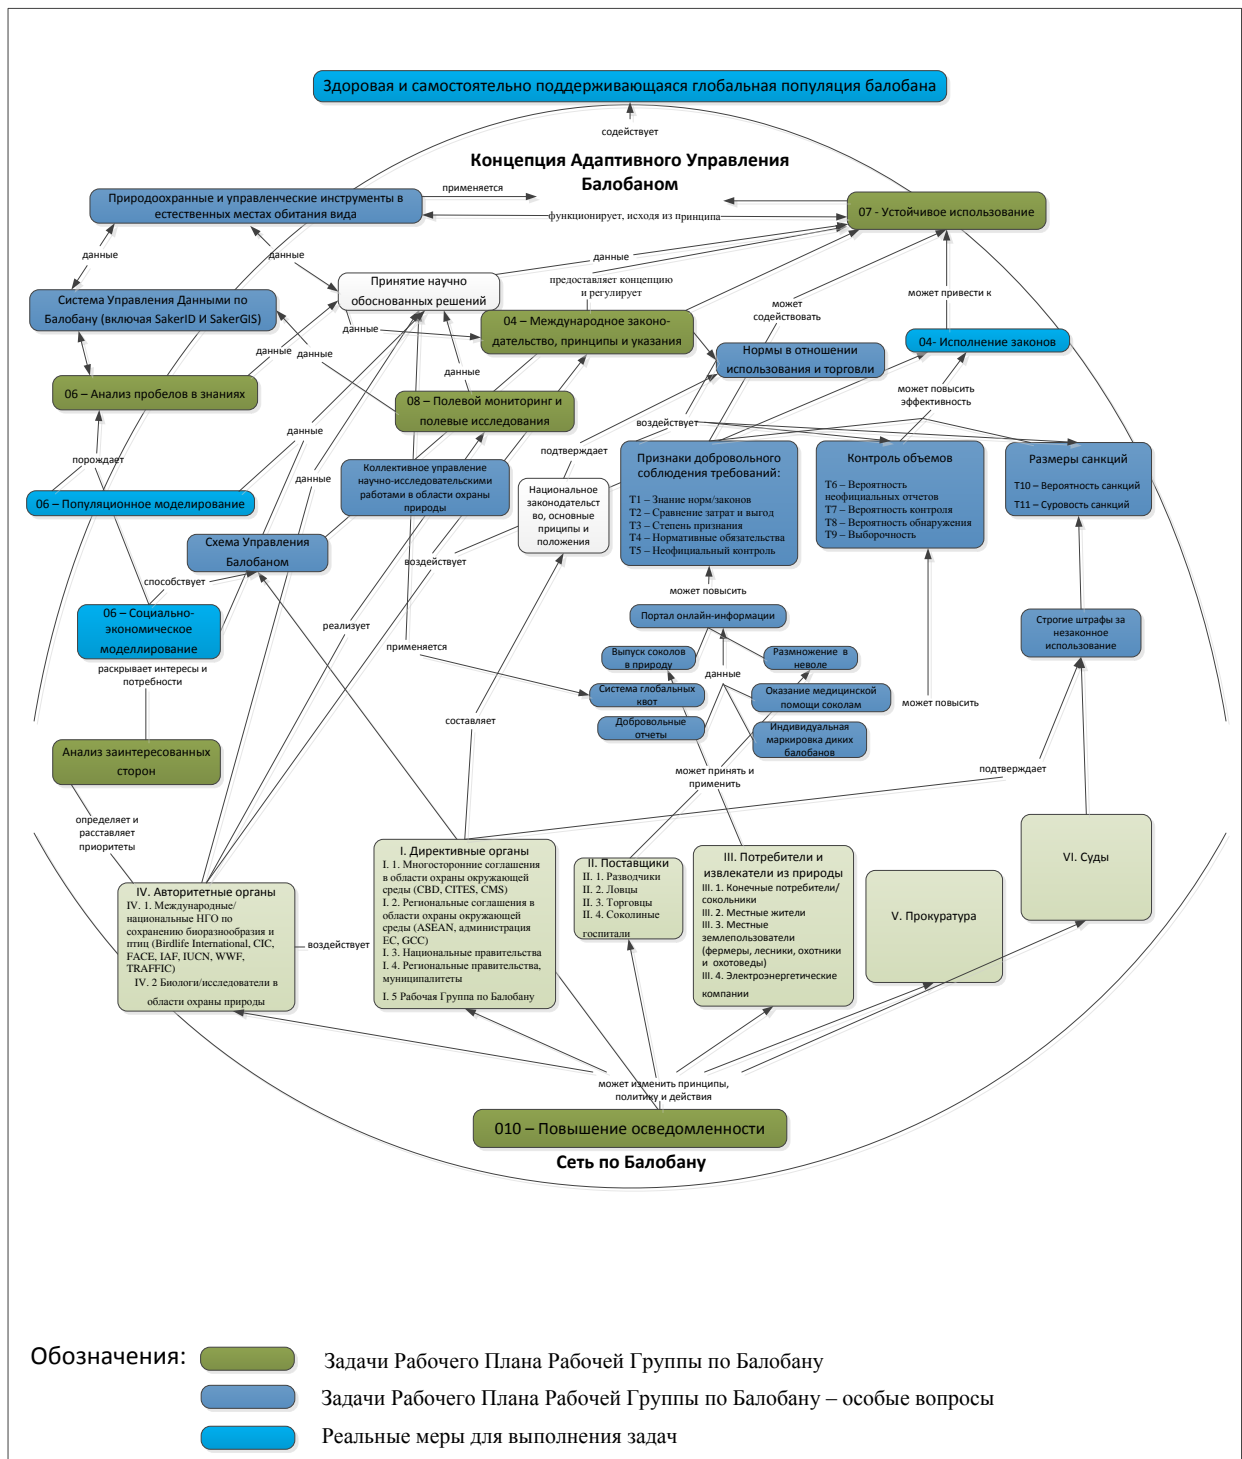 Здоровая и самостоятельно поддерживающаяся глобальная популяция балобана
содействует
Концепция Адаптивного Управления
Балобаном
Природоохранные и управленческие инструменты в
естественных местах обитания вида
применяется
функционирует, исходя из принципа
07 - Устойчивое использование
данные
данные
данные
Система Управления Данными по
Балобану (включая SakerID И SakerGIS)
Принятие научно
обоснованных решений
предоставляет концепцию
и регулирует
может привести к
может
содействовать
04 – Международное законо-
дательство, принципы и указания
данные
04- Исполнение законов
Нормы в отношении
использования и торговли
данные
данные
данные
06 – Анализ пробелов в знаниях
08 – Полевой мониторинг и
полевые исследования
может повысить
эффективность
воздействует
данные
подтверждает
порождает
Коллективное управление
научно-исследовательскими
работами в области охраны
природы
данные
Национальное
законодательст
во, основные
приципы и
положения
Признаки добровольного
соблюдения требований:
T1 – Знание норм/законов
T2 – Сравнение затрат и выгод
T3 – Степень признания
T4 – Нормативные обязательства
T5 – Неофициальный контроль
Контроль объемов
T6 – Вероятность
неофициальных отчетов
T7 – Вероятность контроля
T8 – Вероятность обнаружения
T9 – Выборочность
Размеры санкций
T10 – Вероятность санкций
T11 – Суровость санкций
06 – Популяционное моделирование
Схема Управления
Балобаном
воздействует
способствует
может повысить
06 – Социально-
экономическое
моделлирование
реализует
Портал онлайн-информации
Строгие штрафы за
незаконное
использование
применяется
Выпуск соколов
в природу
Размножение в
неволе
раскрывает интересы и
потребности
данные
Система глобальных
квот
Оказание медицинской
помощи соколам
может повысить
составляет
Добровольные
отчеты
Индивидуальная
маркировка диких
балобанов
Анализ заинтересованных
сторон
может принять и
применить
подтверждает
определяет и
расставляет
приоритеты
IV. Авторитетные органы
IV. 1. Международные/
национальные НГО по
сохранению биоразнообразия и
птиц (Birdlife International, CIC,
FACE, IAF, IUCN, WWF,
TRAFFIC)
IV. 2 Биологи/исследователи в
области охраны природы
воздействует
I. Директивные органы
I. 1. Многосторонние соглашения
в области охраны окружающей
среды (CBD, CITES, CMS)
I. 2. Региональные соглашения в
области охраны окружающей
среды (ASEAN, администрация
ЕС, GCC)
I. 3. Национальные правительства
I. 4. Региональные правительства,
муниципалитеты
I. 5 Рабочая Группа по Балобану
II. Поставщики
II. 1. Разводчики
II. 2. Ловцы
II. 3. Торговцы
II. 4. Соколиные
госпитали
III. Потребители и
извлекатели из природы
III. 1. Конечные потребители/
сокольники
III. 2. Местные жители
III. 3. Местные
землепользователи
(фермеры, лесники, охотники
и охотоведы)
III. 4. Электроэнергетические
компании
V. Прокуратура
VI. Суды
может изменить принципы,
политику и действия
010 – Повышение осведомленности
Сеть по Балобану
Обозначения:
Задачи Рабочего Плана Рабочей Группы по Балобану
Задачи Рабочего Плана Рабочей Группы по Балобану – особые вопросы
Реальные меры для выполнения задач